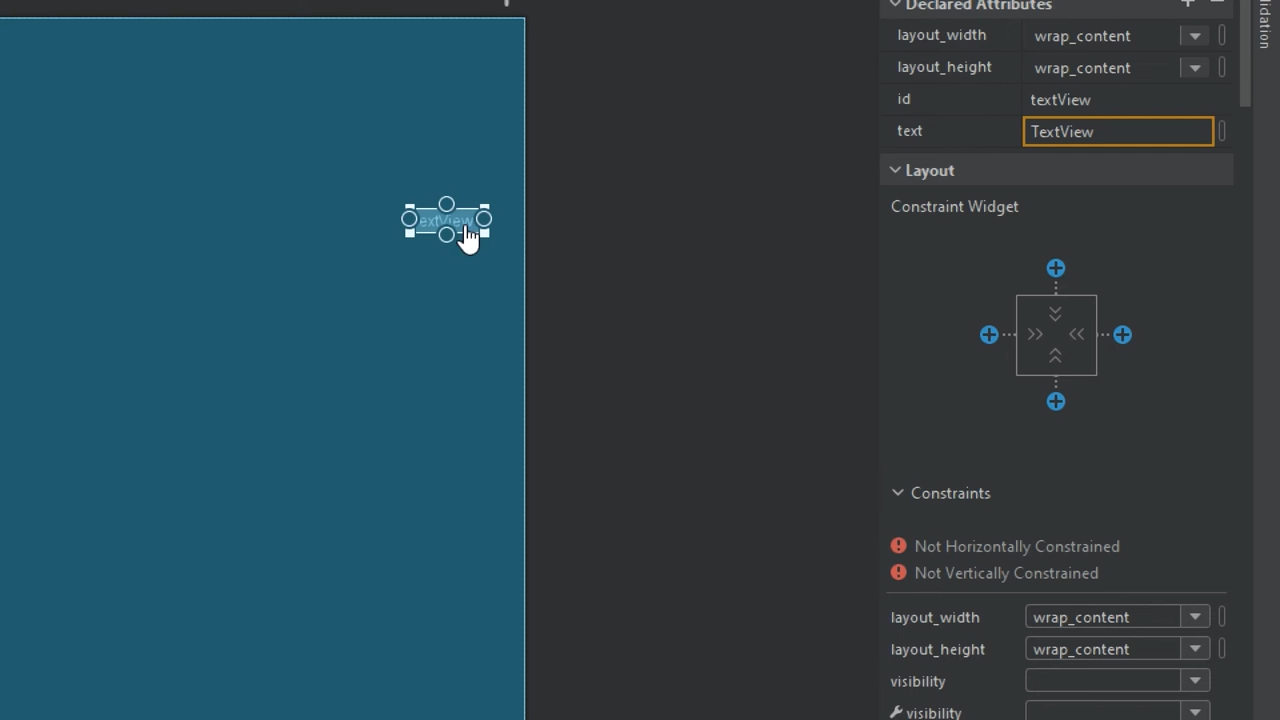 Declared Attributes
layout_width wrap_content
layout_height wrap_content
id textView
text TextView
Layout
Constraint Widget
Constraints
Not Horizontally Constrained
Not Vertically Constrained
layout_width wrap_content
layout_height wrap_content
visibility
visibility